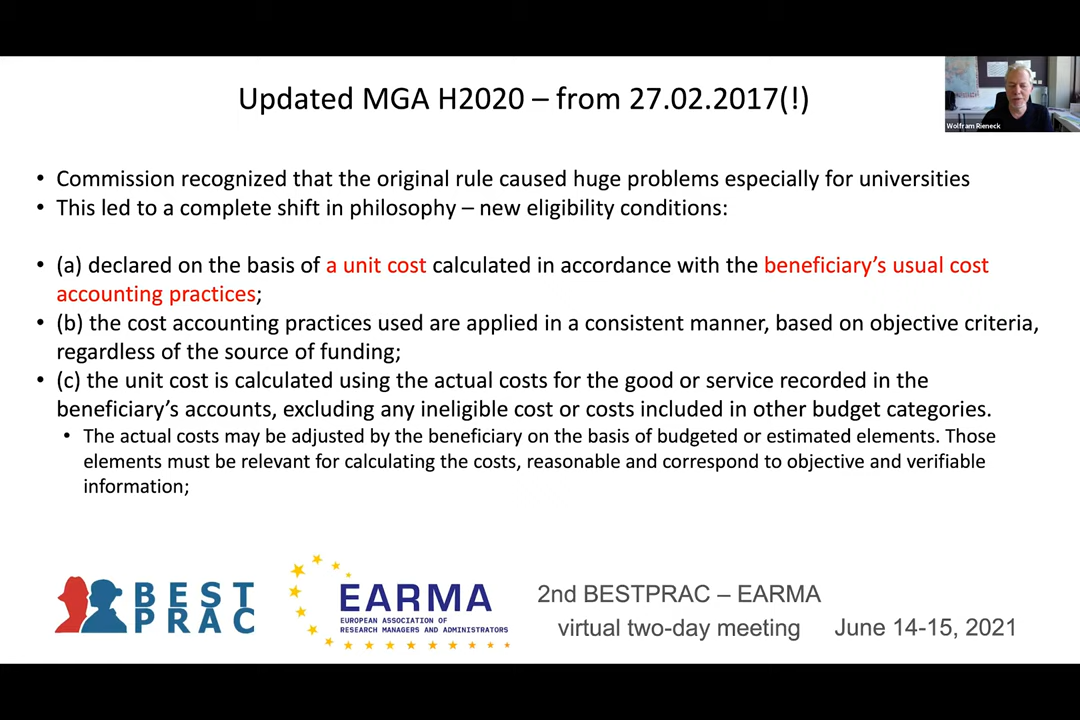 Updated MGA H2020 – from 27.02.2017(!)
Wolfram Rieneck
• Commission recognized that the original rule caused huge problems especially for universities
• This led to a complete shift in philosophy – new eligibility conditions:
• (a) declared on the basis of a unit cost calculated in accordance with the beneficiary’s usual cost
accounting practices;
• (b) the cost accounting practices used are applied in a consistent manner, based on objective criteria,
regardless of the source of funding;
• (c) the unit cost is calculated using the actual costs for the good or service recorded in the
beneficiary’s accounts, excluding any ineligible cost or costs included in other budget categories.
• The actual costs may be adjusted by the beneficiary on the basis of budgeted or estimated elements. Those
elements must be relevant for calculating the costs, reasonable and correspond to objective and verifiable
information;
BEST
PRAC
EARMA
EUROPEAN ASSOCIATION OF
RESEARCH MANAGERS AND ADMINISTRATORS
2nd BESTPRAC – EARMA
virtual two-day meeting
June 14-15, 2021